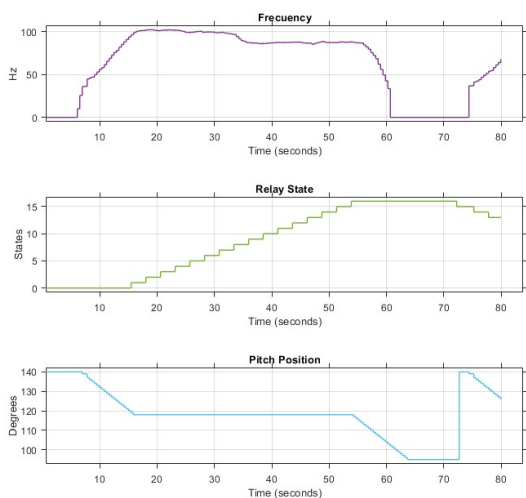 Frecuency
100
50
0
Hz
10 20 30 40 50 60 70 80
Time (seconds)
Relay State
15
10
5
0
States
10 20 30 40 50 60 70 80
Time (seconds)
Pitch Position
140
130
120
110
100
Degrees
10 20 30 40 50 60 70 80
Time (seconds)